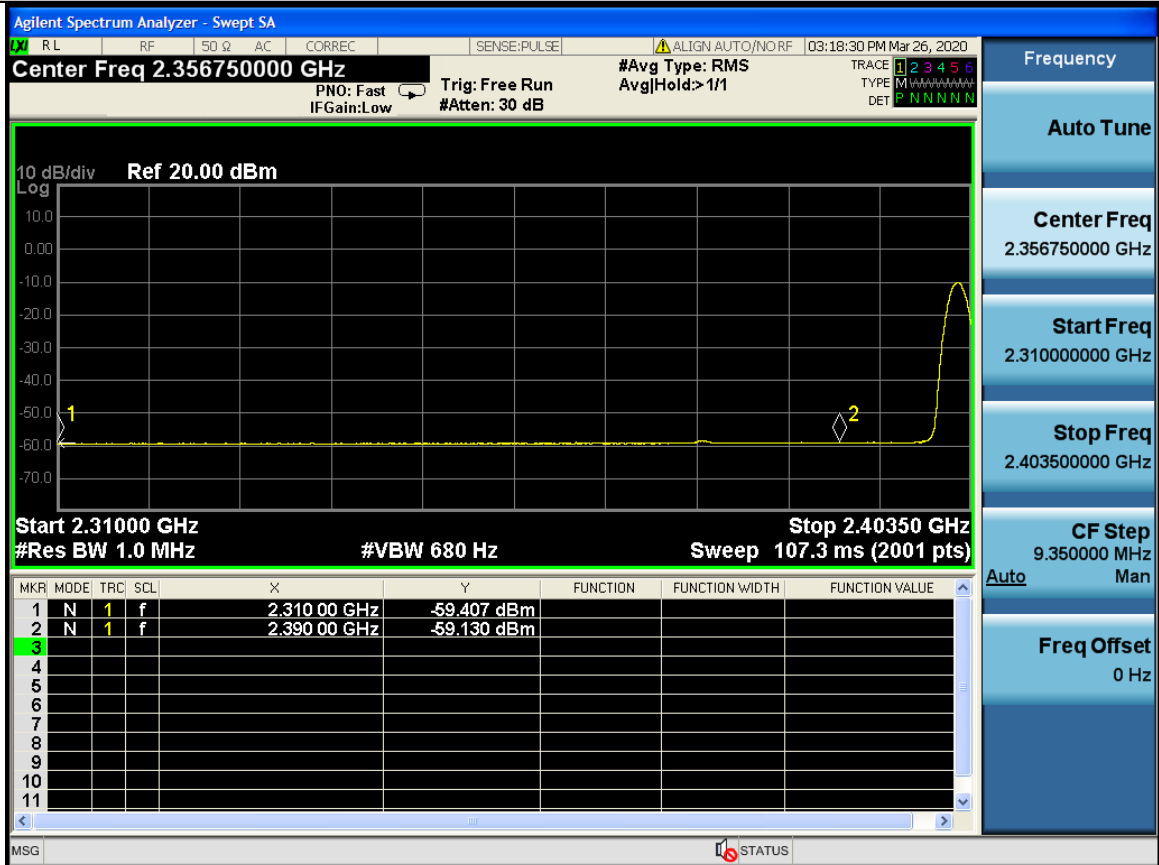 Agilent Spectrum Analyzer - Swept SA
LXI RL RF 50 Ω AC CORREC SENSE:PULSE ALIGN AUTO/NO RF 03:18:30 PM Mar 26, 2020
Center Freq 2.356750000 GHz
PNO: Fast
IFGain:Low
Trig: Free Run
#Atten: 30 dB
#Avg Type: RMS
Avg|Hold:>1/1
TRACE 1 2 3 4 5 6
TYPE M WWWWW
DET P N N N N N
10 dB/div Ref 20.00 dBm
Log
10.0
0.00
-10.0
-20.0
-30.0
-40.0
-50.0
-60.0
-70.0
1
2
Start 2.31000 GHz Stop 2.40350 GHz
#Res BW 1.0 MHz #VBW 680 Hz Sweep 107.3 ms (2001 pts)
MKR MODE TRC SCL X Y FUNCTION FUNCTION WIDTH FUNCTION VALUE
1 N 1 f 2.310 00 GHz -59.407 dBm
2 N 1 f 2.390 00 GHz -59.130 dBm
3
4
5
6
7
8
9
10
11
MSG STATUS
Frequency
Auto Tune
Center Freq
2.356750000 GHz
Start Freq
2.310000000 GHz
Stop Freq
2.403500000 GHz
CF Step
9.350000 MHz
Auto Man
Freq Offset
0 Hz